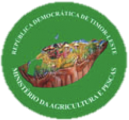 REPÚBLICA DEMOCRÁTICA DE TIMOR-LESTE
MINISTÉRIO DA AGRICULTURA E PESCAS